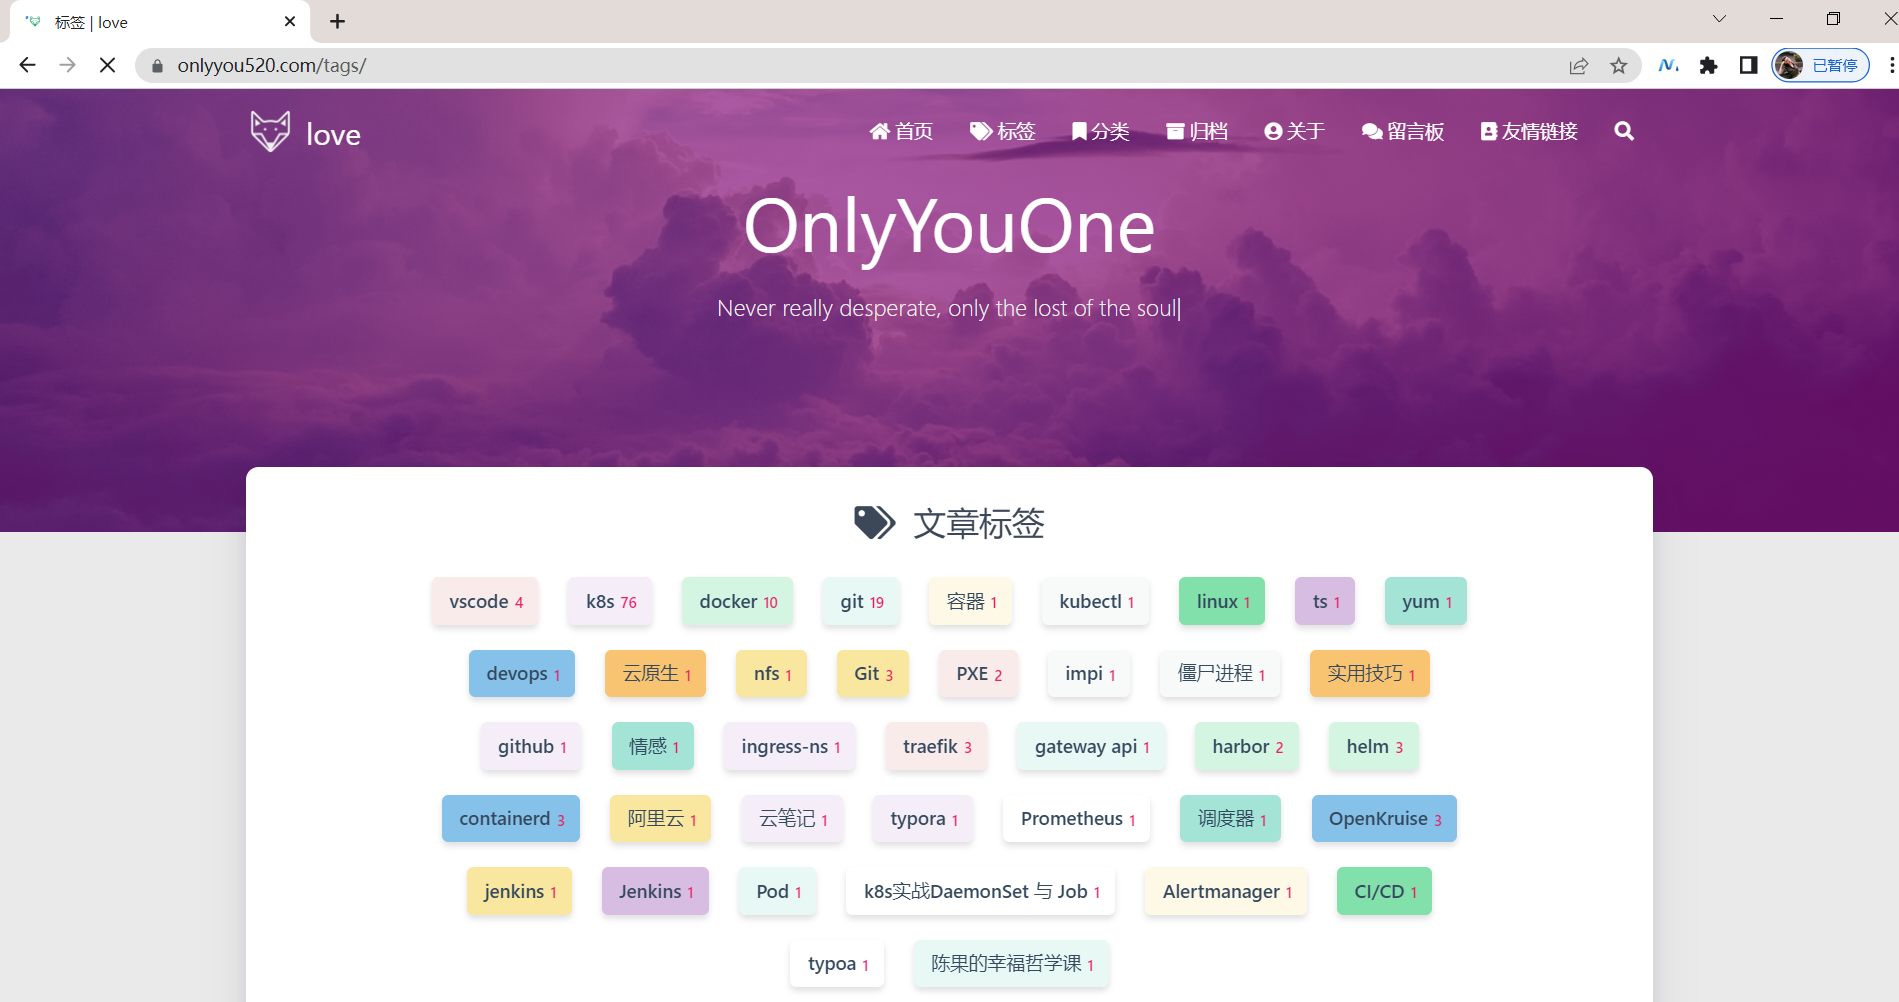 标签 | love
onlyyou520.com/tags/
已暂停
love
首页 标签 分类 归档 关于 留言板 友情链接
OnlyYouOne
Never really desperate, only the lost of the soul|
文章标签
vscode 4 k8s 76 docker 10 git 19 容器 1 kubectl 1 linux 1 ts 1 yum 1
devops 1 云原生 1 nfs 1 Git 3 PXE 2 impi 1 僵尸进程 1 实用技巧 1
github 1 情感 1 ingress-ns 1 traefik 3 gateway api 1 harbor 2 helm 3
containerd 3 阿里云 1 云笔记 1 typora 1 Prometheus 1 调度器 1 OpenKruise 3
jenkins 1 Jenkins 1 Pod 1 k8s实战DaemonSet 与 Job 1 Alertmanager 1 CI/CD 1
typoa 1 陈果的幸福哲学课 1